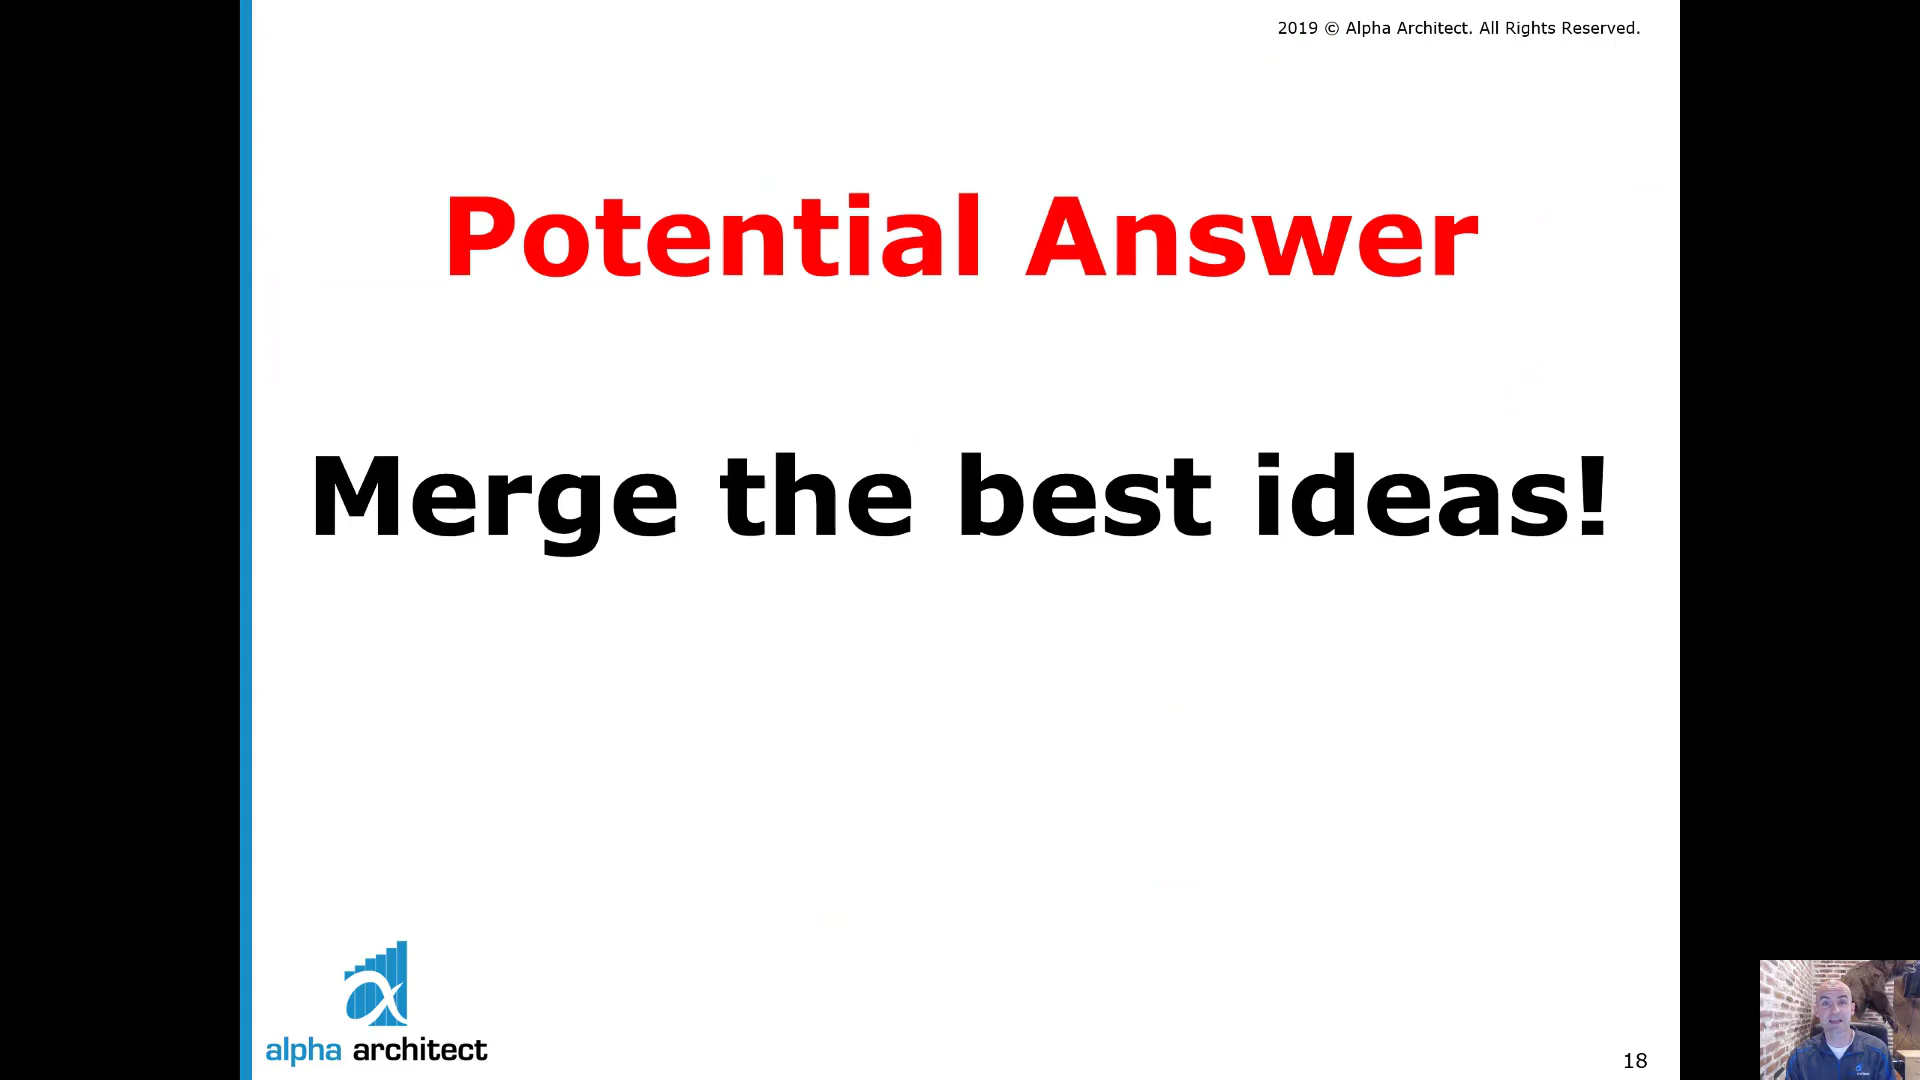 2019 © Alpha Architect. All Rights Reserved.
Potential Answer
Merge the best ideas!
alpha architect
18